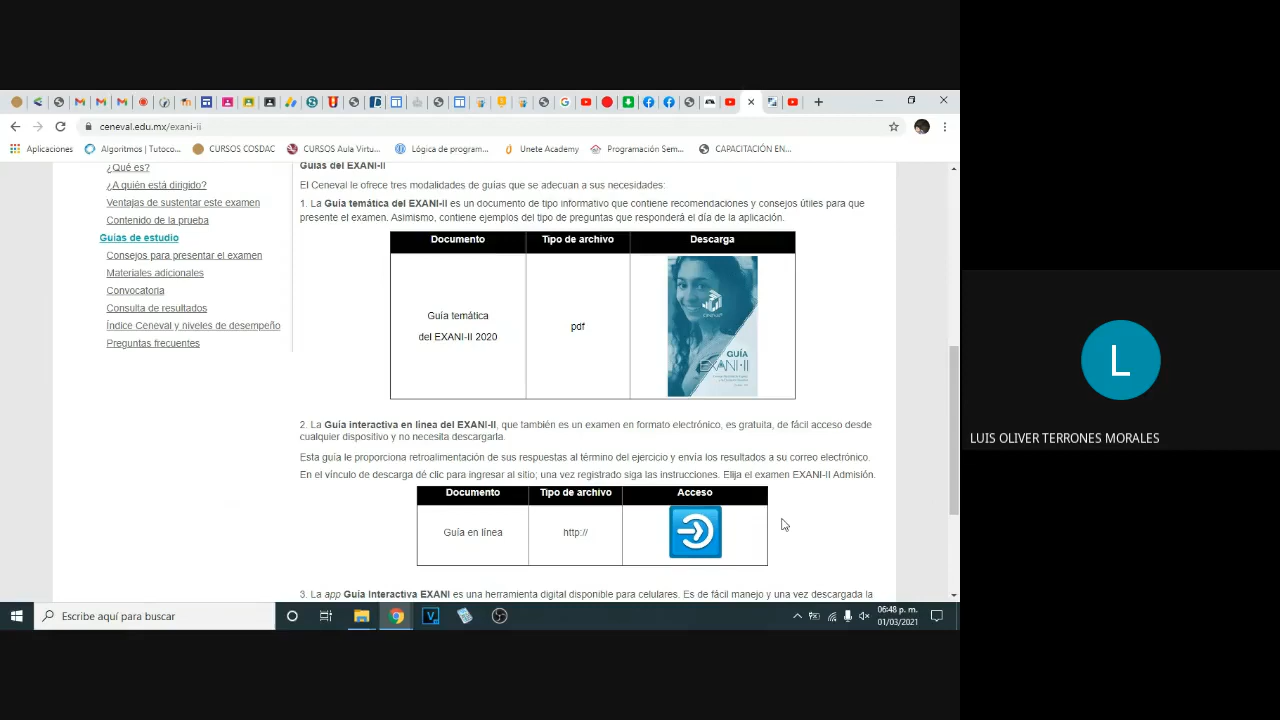 ceneval.edu.mx/exani-ii
Aplicaciones
Algoritmos | Tutoco...
CURSOS COSDAC
CURSOS Aula Virtu...
Lógica de program...
Unete Academy
Programación Sem...
CAPACITACIÓN EN...
¿Qué es?
¿A quién está dirigido?
Ventajas de sustentar este examen
Contenido de la prueba
Guías de estudio
Consejos para presentar el examen
Materiales adicionales
Convocatoria
Consulta de resultados
Índice Ceneval y niveles de desempeño
Preguntas frecuentes
Guías del EXANI-II
El Ceneval le ofrece tres modalidades de guías que se adecuan a sus necesidades:
1. La Guía temática del EXANI-II es un documento de tipo informativo que contiene recomendaciones y consejos útiles para que
presente el examen. Asimismo, contiene ejemplos del tipo de preguntas que responderá el día de la aplicación.
Documento Tipo de archivo Descarga
Guía temática
del EXANI-II 2020
pdf
GUÍA
EXANI-II
2. La Guía interactiva en línea del EXANI-II, que también es un examen en formato electrónico, es gratuita, de fácil acceso desde
cualquier dispositivo y no necesita descargarla.
Esta guía le proporciona retroalimentación de sus respuestas al término del ejercicio y envía los resultados a su correo electrónico.
En el vínculo de descarga dé clic para ingresar al sitio; una vez registrado siga las instrucciones. Elija el examen EXANI-II Admisión.
Documento Tipo de archivo Acceso
Guía en línea http://
3. La app Guía Interactiva EXANI es una herramienta digital disponible para celulares. Es de fácil manejo y una vez descargada la
Escribe aquí para buscar
06:48 p. m.
01/03/2021
L
LUIS OLIVER TERRONES MORALES